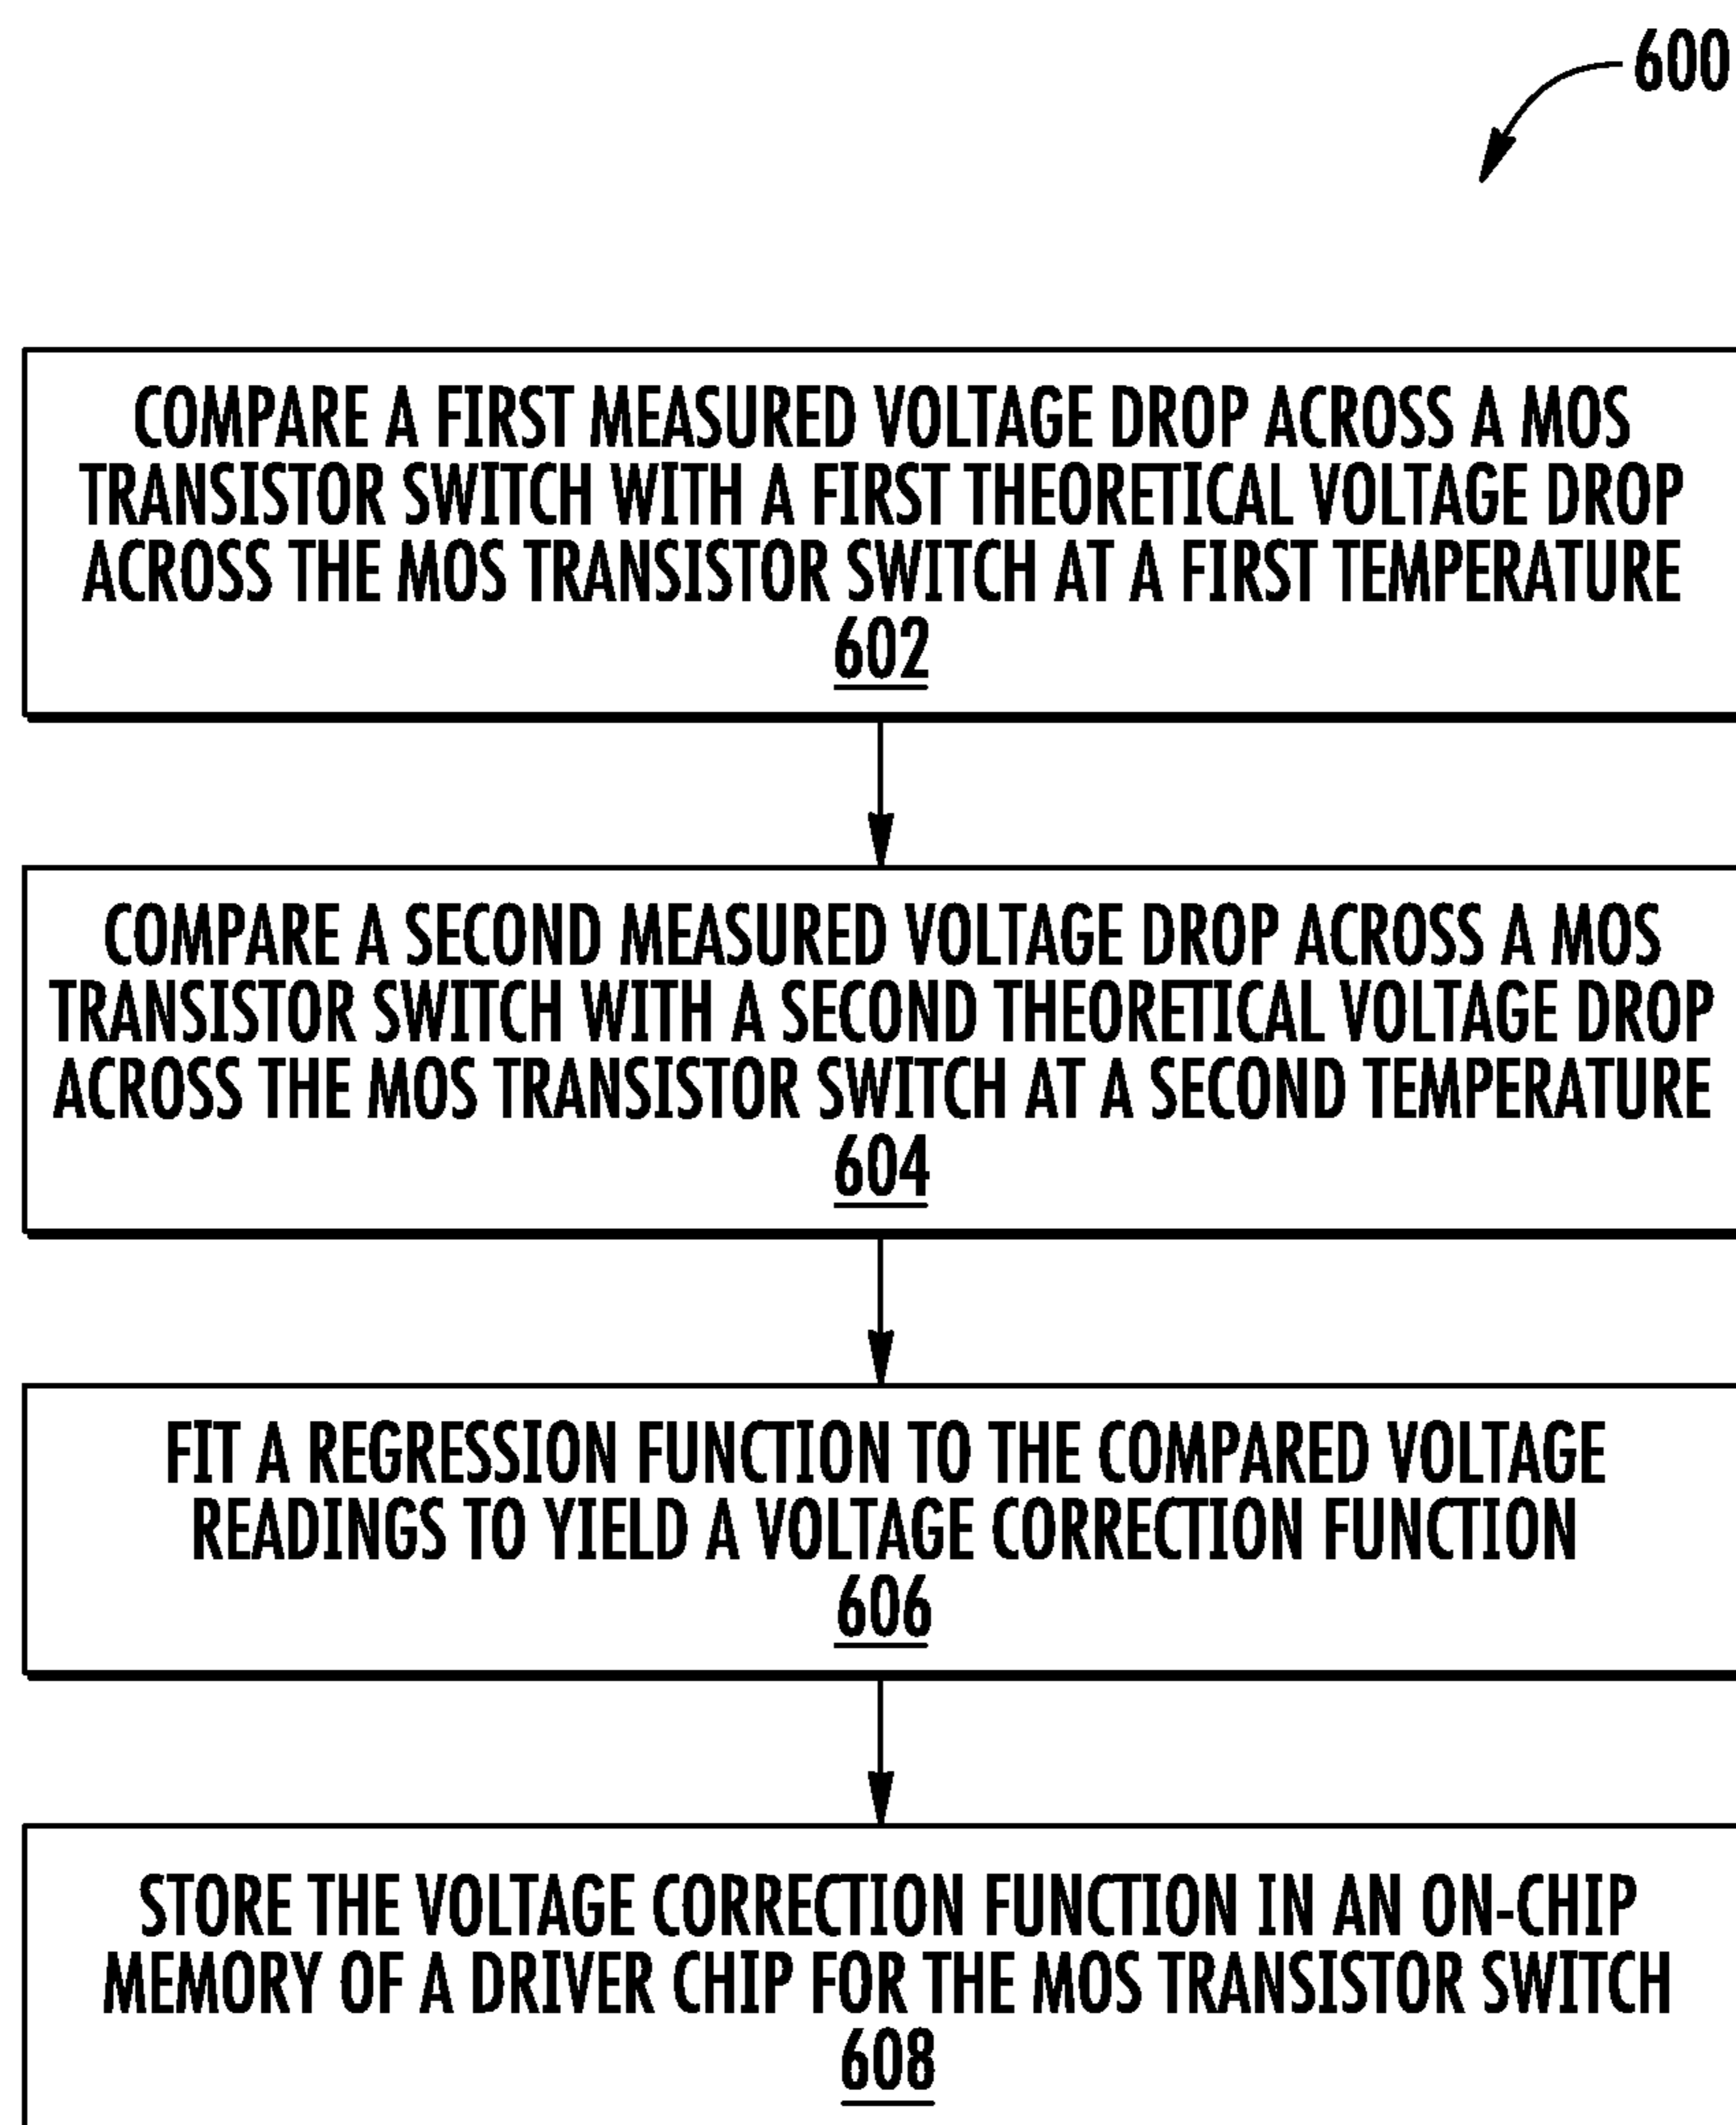 600
COMPARE A FIRST MEASURED VOLTAGE DROP ACROSS A MOS
TRANSISTOR SWITCH WITH A FIRST THEORETICAL VOLTAGE DROP
ACROSS THE MOS TRANSISTOR SWITCH AT A FIRST TEMPERATURE
602
COMPARE A SECOND MEASURED VOLTAGE DROP ACROSS A MOS
TRANSISTOR SWITCH WITH A SECOND THEORETICAL VOLTAGE DROP
ACROSS THE MOS TRANSISTOR SWITCH AT A SECOND TEMPERATURE
604
FIT A REGRESSION FUNCTION TO THE COMPARED VOLTAGE
READINGS TO YIELD A VOLTAGE CORRECTION FUNCTION
606
STORE THE VOLTAGE CORRECTION FUNCTION IN AN ON-CHIP
MEMORY OF A DRIVER CHIP FOR THE MOS TRANSISTOR SWITCH
608